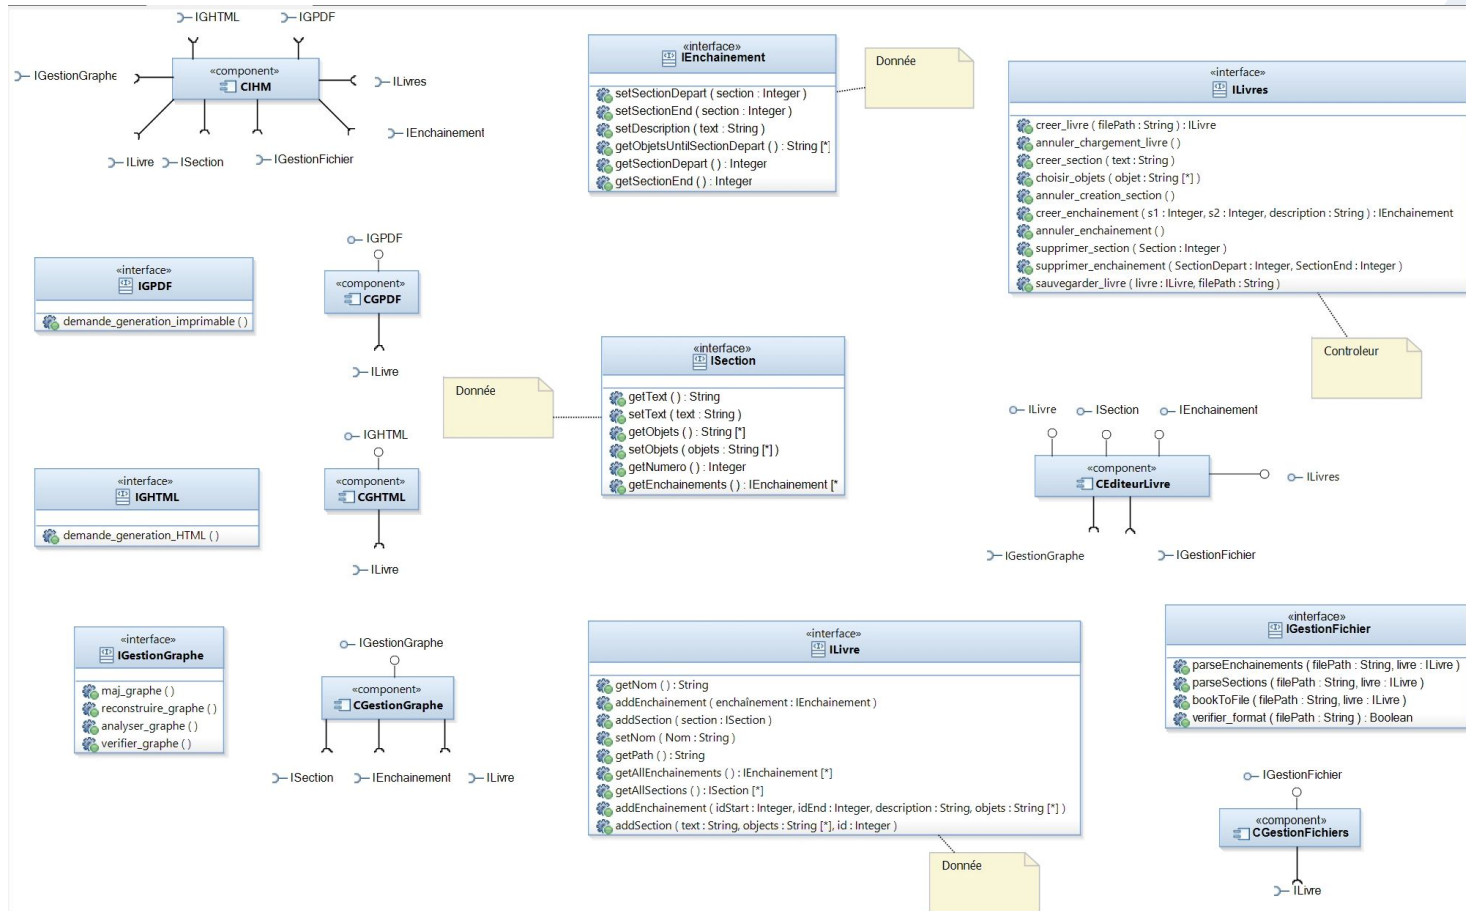 IGHTML
IGPDF
IGestionGraphe
«component»
CIHM
ILivres
IEnchainement
ILivre
ISection
IGestionFichier
«interface»
IEnchainement
setSectionDepart ( section : Integer )
setSectionEnd ( section : Integer )
setDescription ( text : String )
getObjetsUntilSectionDepart ( ) : String [*]
getSectionDepart ( ) : Integer
getSectionEnd ( ) : Integer
Donnée
«interface»
ILivres
creer_livre ( filePath : String ) : ILivre
annuler_chargement_livre ( )
creer_section ( text : String )
choisir_objets ( objet : String [*] )
annuler_creation_section ( )
creer_enchainement ( s1 : Integer, s2 : Integer, description : String ) : IEnchainement
annuler_enchainement ( )
supprimer_section ( Section : Integer )
supprimer_enchainement ( SectionDepart : Integer, SectionEnd : Integer )
sauvegarder_livre ( livre : ILivre, filePath : String )
Controleur
«interface»
IGPDF
demande_generation_imprimable ( )
IGPDF
«component»
CGPDF
ILivre
Donnée
«interface»
ISection
getText ( ) : String
setText ( text : String )
getObjets ( ) : String [*]
setObjets ( objets : String [*] )
getNumero ( ) : Integer
getEnchainements ( ) : IEnchainement [*
ILivre
ISection
IEnchainement
«component»
CEditeurLivre
ILivres
IGestionGraphe
IGestionFichier
«interface»
IGHTML
demande_generation_HTML ( )
IGHTML
«component»
CGHTML
ILivre
«interface»
IGestionGraphe
maj_graphe ( )
reconstruire_graphe ( )
analyser_graphe ( )
verifier_graphe ( )
IGestionGraphe
«component»
CGestionGraphe
ISection
IEnchainement
ILivre
«interface»
ILivre
getNom ( ) : String
addEnchainement ( enchaînement : IEnchainement )
addSection ( section : ISection )
setNom ( Nom : String )
getPath ( ) : String
getAllEnchainements ( ) : IEnchainement [*]
getAllSections ( ) : ISection [*]
addEnchainement ( idStart : Integer, idEnd : Integer, description : String, objets : String [*] )
addSection ( text : String, objects : String [*], id : Integer )
Donnée
«interface»
IGestionFichier
parseEnchainements ( filePath : String, livre : ILivre )
parseSections ( filePath : String, livre : ILivre )
bookToFile ( filePath : String, livre : ILivre )
verifier_format ( filePath : String ) : Boolean
IGestionFichier
«component»
CGestionFichiers
ILivre